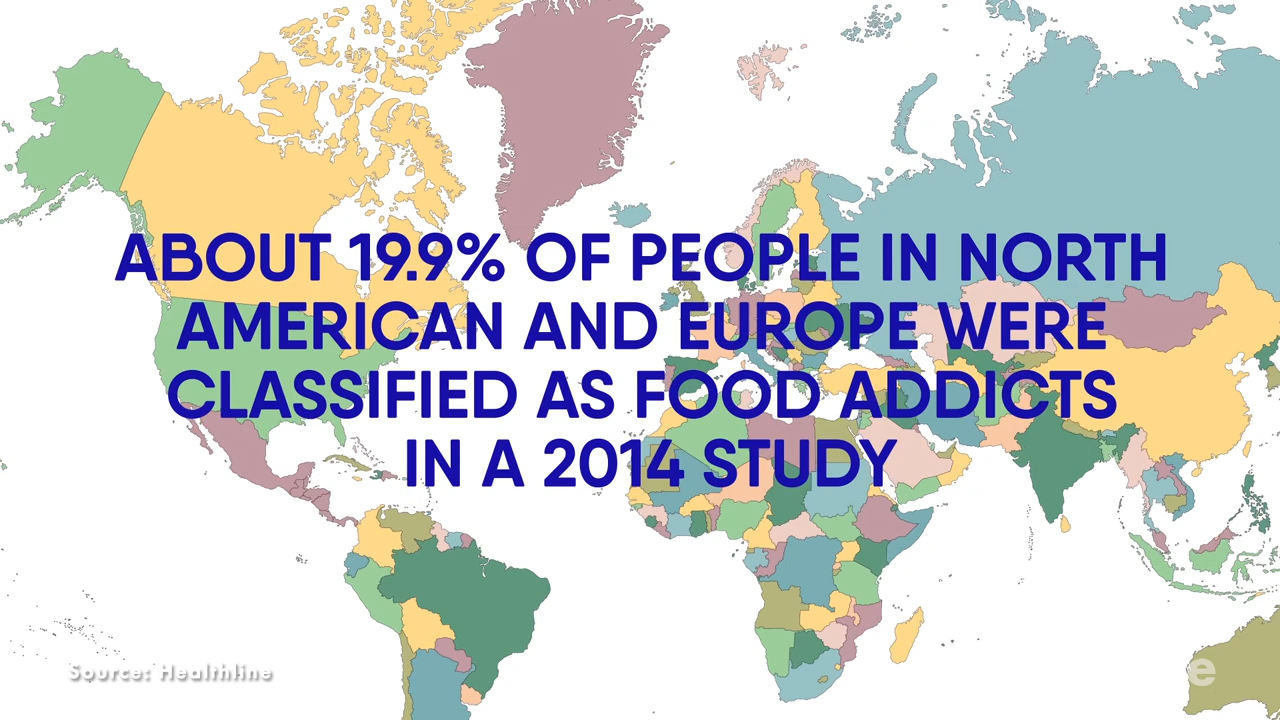 ABOUT 19.9% OF PEOPLE IN NORTH
AMERICAN AND EUROPE WERE
CLASSIFIED AS FOOD ADDICTS
IN A 2014 STUDY
Source: Healthline
e